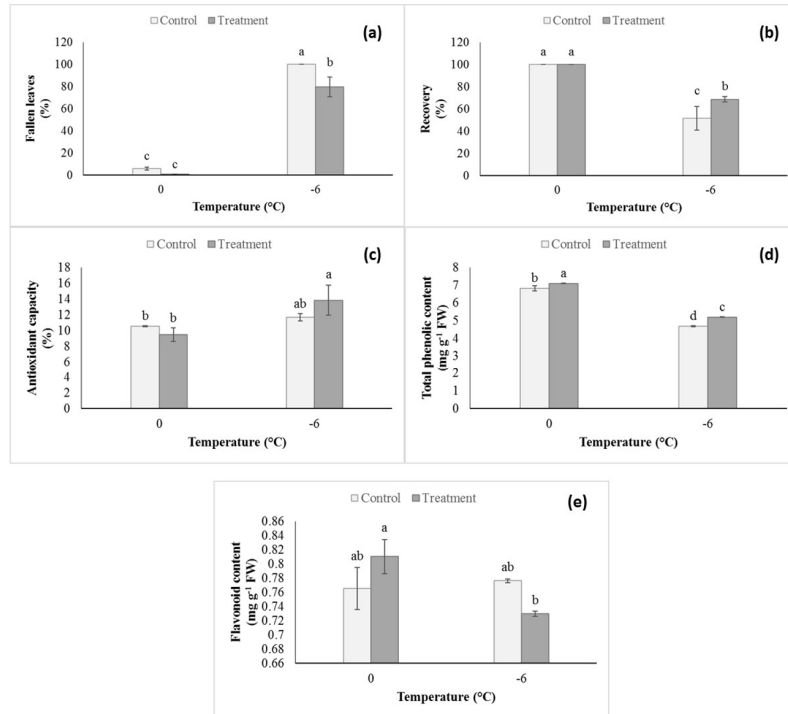 Control Treatment
(a)
120
100
80
60
40
20
0
Fallen leaves
(%)
a
b
c c
0 -6
Temperature (°C)
Control Treatment
(b)
120
100
80
60
40
20
0
Recovery
(%)
a a
c
b
0 -6
Temperature (°C)
Control Treatment
(c)
18
16
14
12
10
8
6
4
2
0
Antioxidant capacity
(%)
b b
ab
a
0 -6
Temperature (°C)
Control Treatment
(d)
8
7
6
5
4
3
2
1
0
Total phenolic content
(mg g-1 FW)
b
a
d
c
0 -6
Temperature (°C)
Control Treatment
(e)
0.86
0.84
0.82
0.8
0.78
0.76
0.74
0.72
0.7
0.68
0.66
Flavonoid content
(mg g-1 FW)
ab
a
ab
b
0 -6
Temperature (°C)